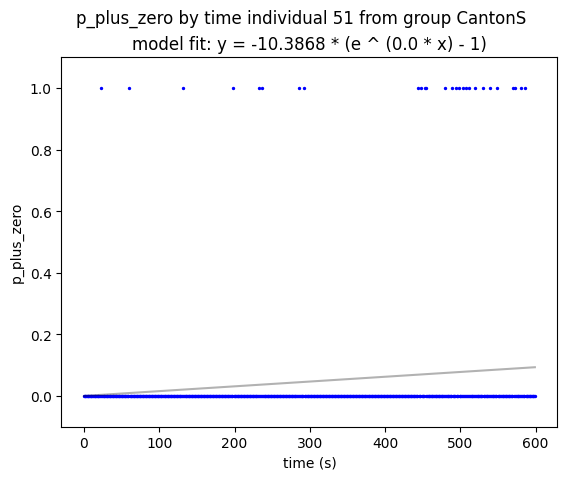 p_plus_zero by time individual 51 from group CantonS
model fit: y = -10.3868 * (e ^ (0.0 * x) - 1)
1.0
0.8
0.6
0.4
0.2
0.0
p_plus_zero
0 100 200 300 400 500 600
time (s)